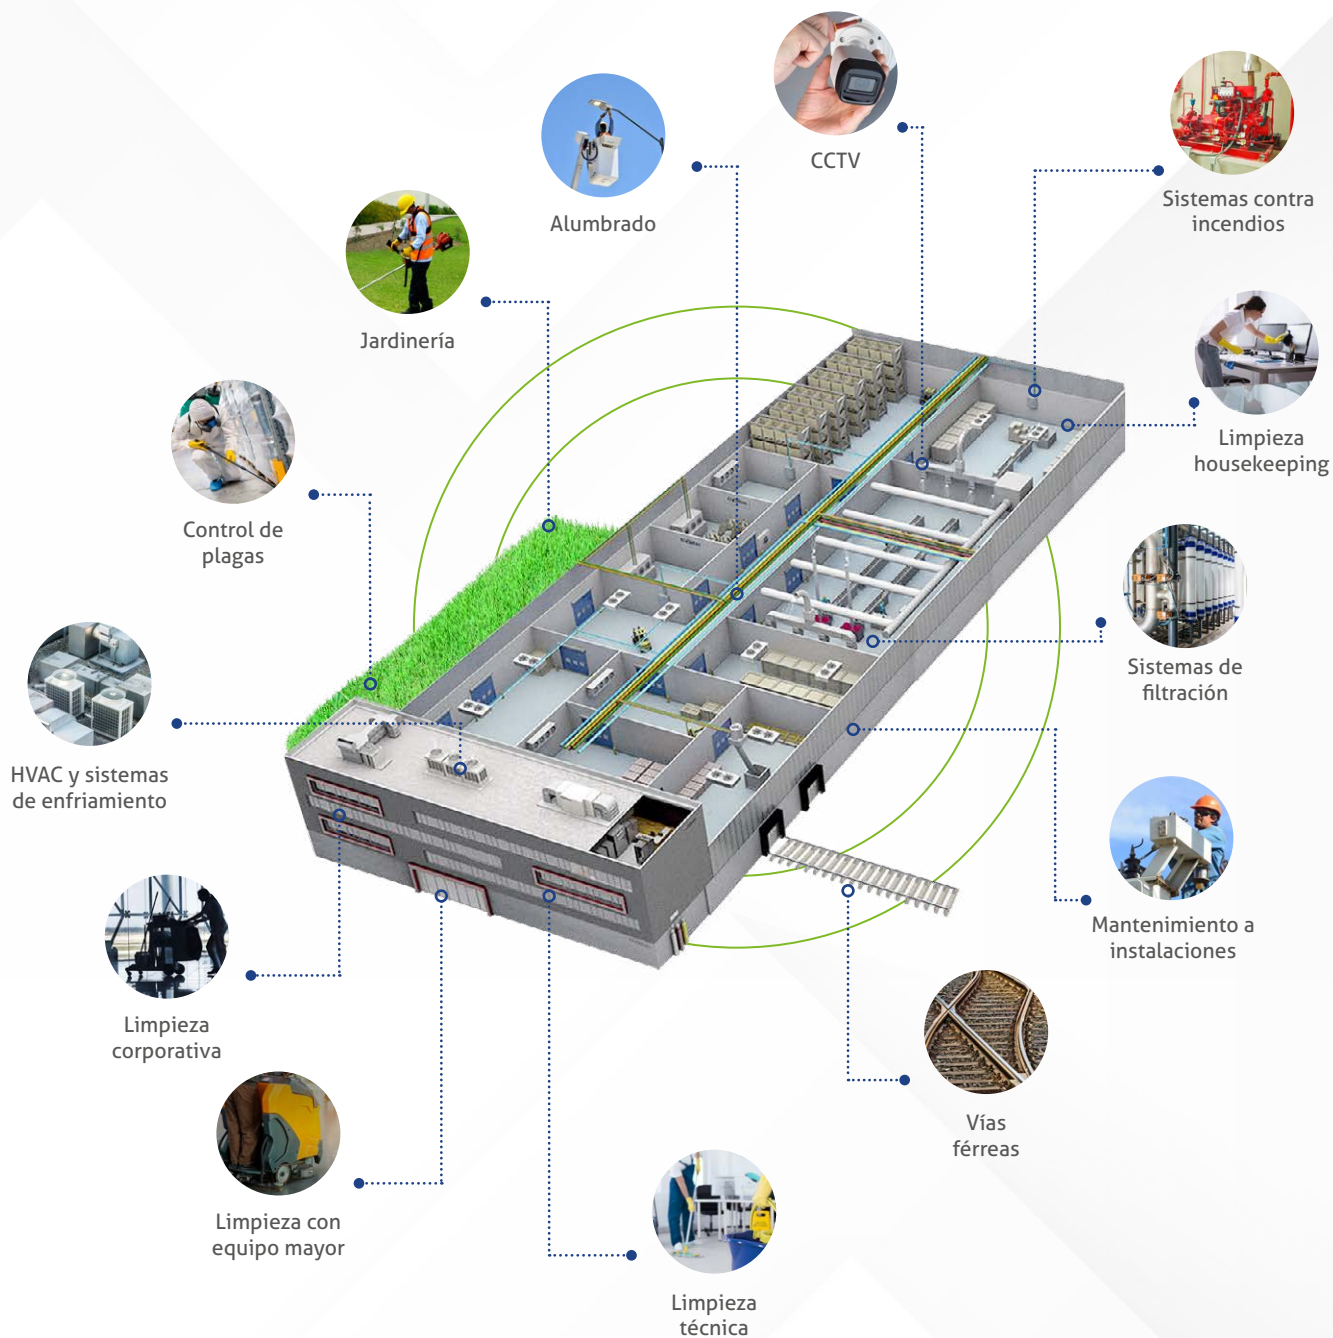 CCTV
Alumbrado
Sistemas contra
incendios
Jardinería
Limpieza
housekeeping
Control de
plagas
Sistemas de
filtración
HVAC y sistemas
de enfriamiento
Mantenimiento a
instalaciones
Limpieza
corporativa
Vías
férreas
Limpieza con
equipo mayor
Limpieza
técnica